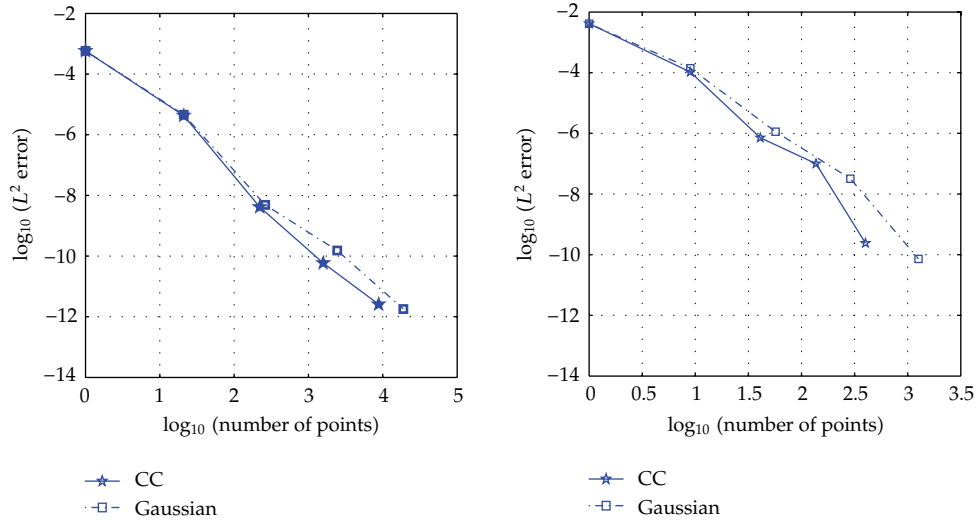 −2
−4
−6
−8
−10
−12
−14
log₁₀ (L² error)
0 1 2 3 4 5
log₁₀ (number of points)
CC
Gaussian
−2
−4
−6
−8
−10
−12
−14
log₁₀ (L² error)
0 0.5 1 1.5 2 2.5 3 3.5
log₁₀ (number of points)
CC
Gaussian